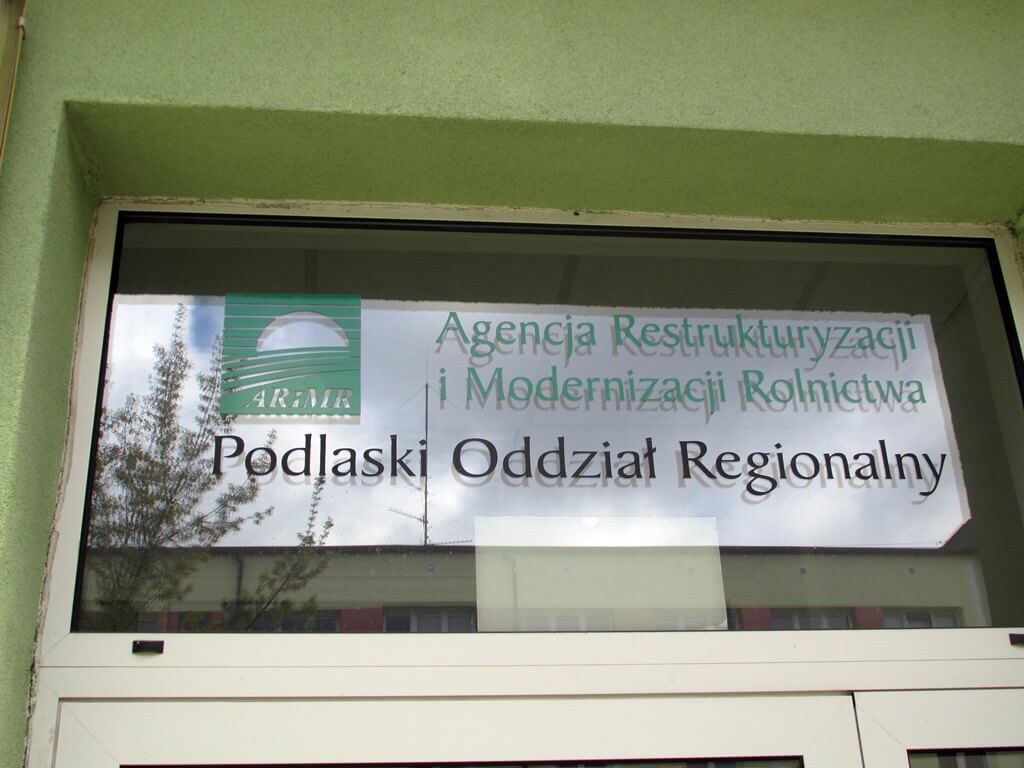 ARiMR
Agencja Restrukturyzacji
i Modernizacji Rolnictwa
Podlaski Oddział Regionalny